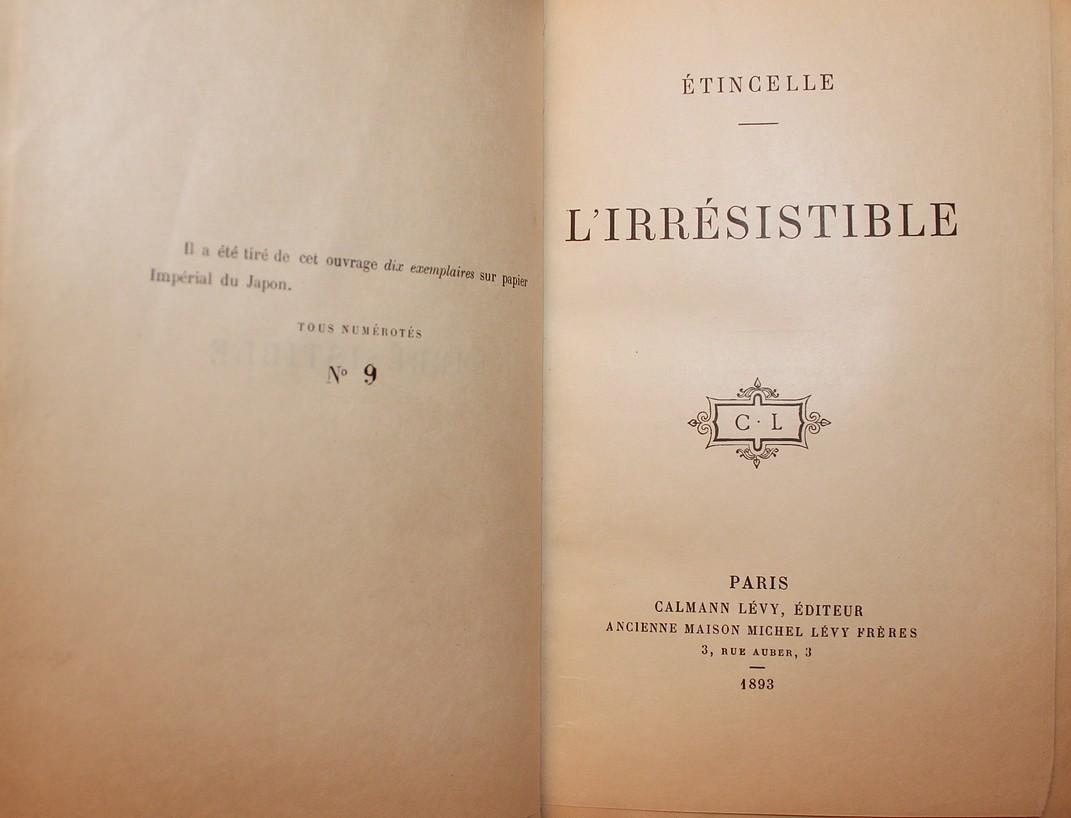 Il a été tiré de cet ouvrage dix exemplaires sur papier
Impérial du Japon.
TOUS NUMÉROTÉS
Nº 9
ÉTINCELLE
L'IRRÉSISTIBLE
C · L
PARIS
CALMANN LÉVY, ÉDITEUR
ANCIENNE MAISON MICHEL LÉVY FRÈRES
3, RUE AUBER, 3
1893